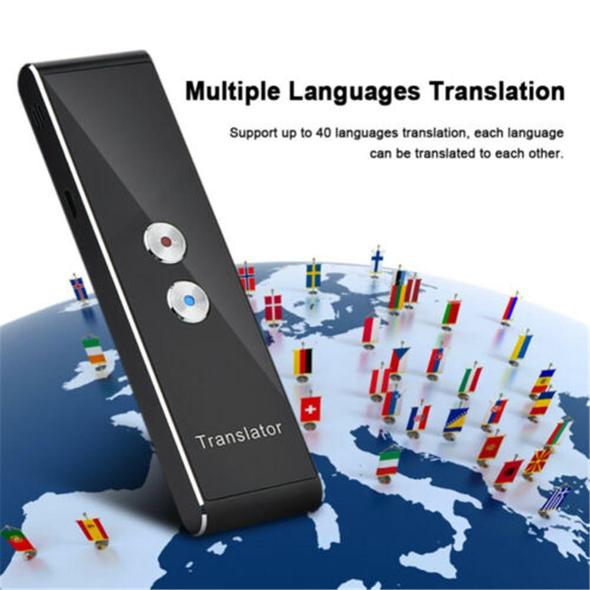 Multiple Languages Translation
Support up to 40 languages translation, each language
can be translated to each other.
Translator